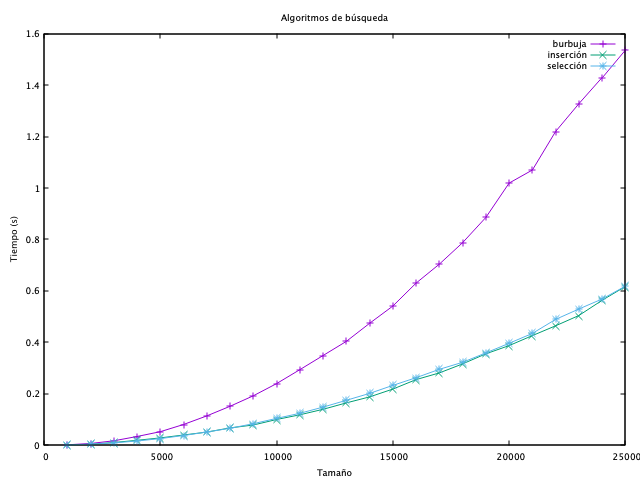 Algoritmos de búsqueda
burbuja
inserción
selección
Tiempo (s)
1.6
1.4
1.2
1
0.8
0.6
0.4
0.2
0
0 5000 10000 15000 20000 25000
Tamaño